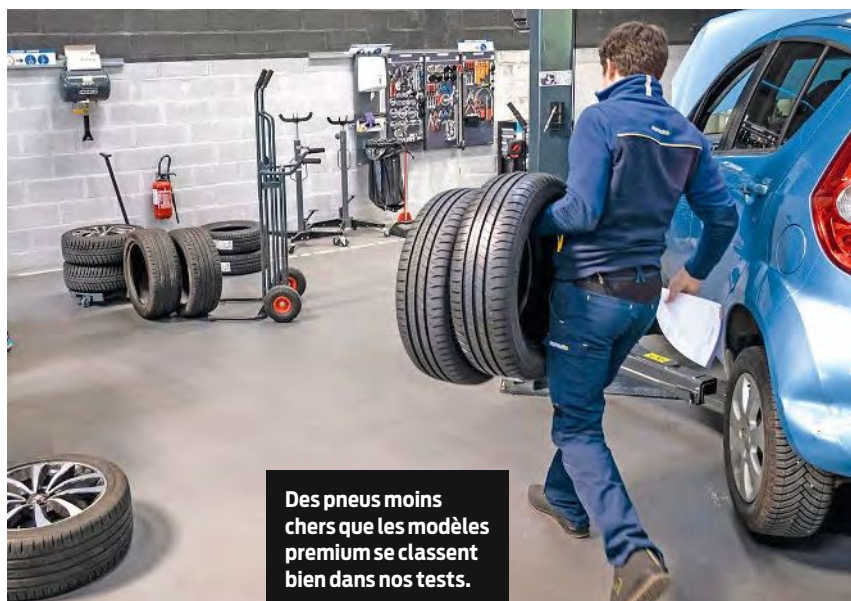 Des pneus moins
chers que les modèles
premium se classent
bien dans nos tests.